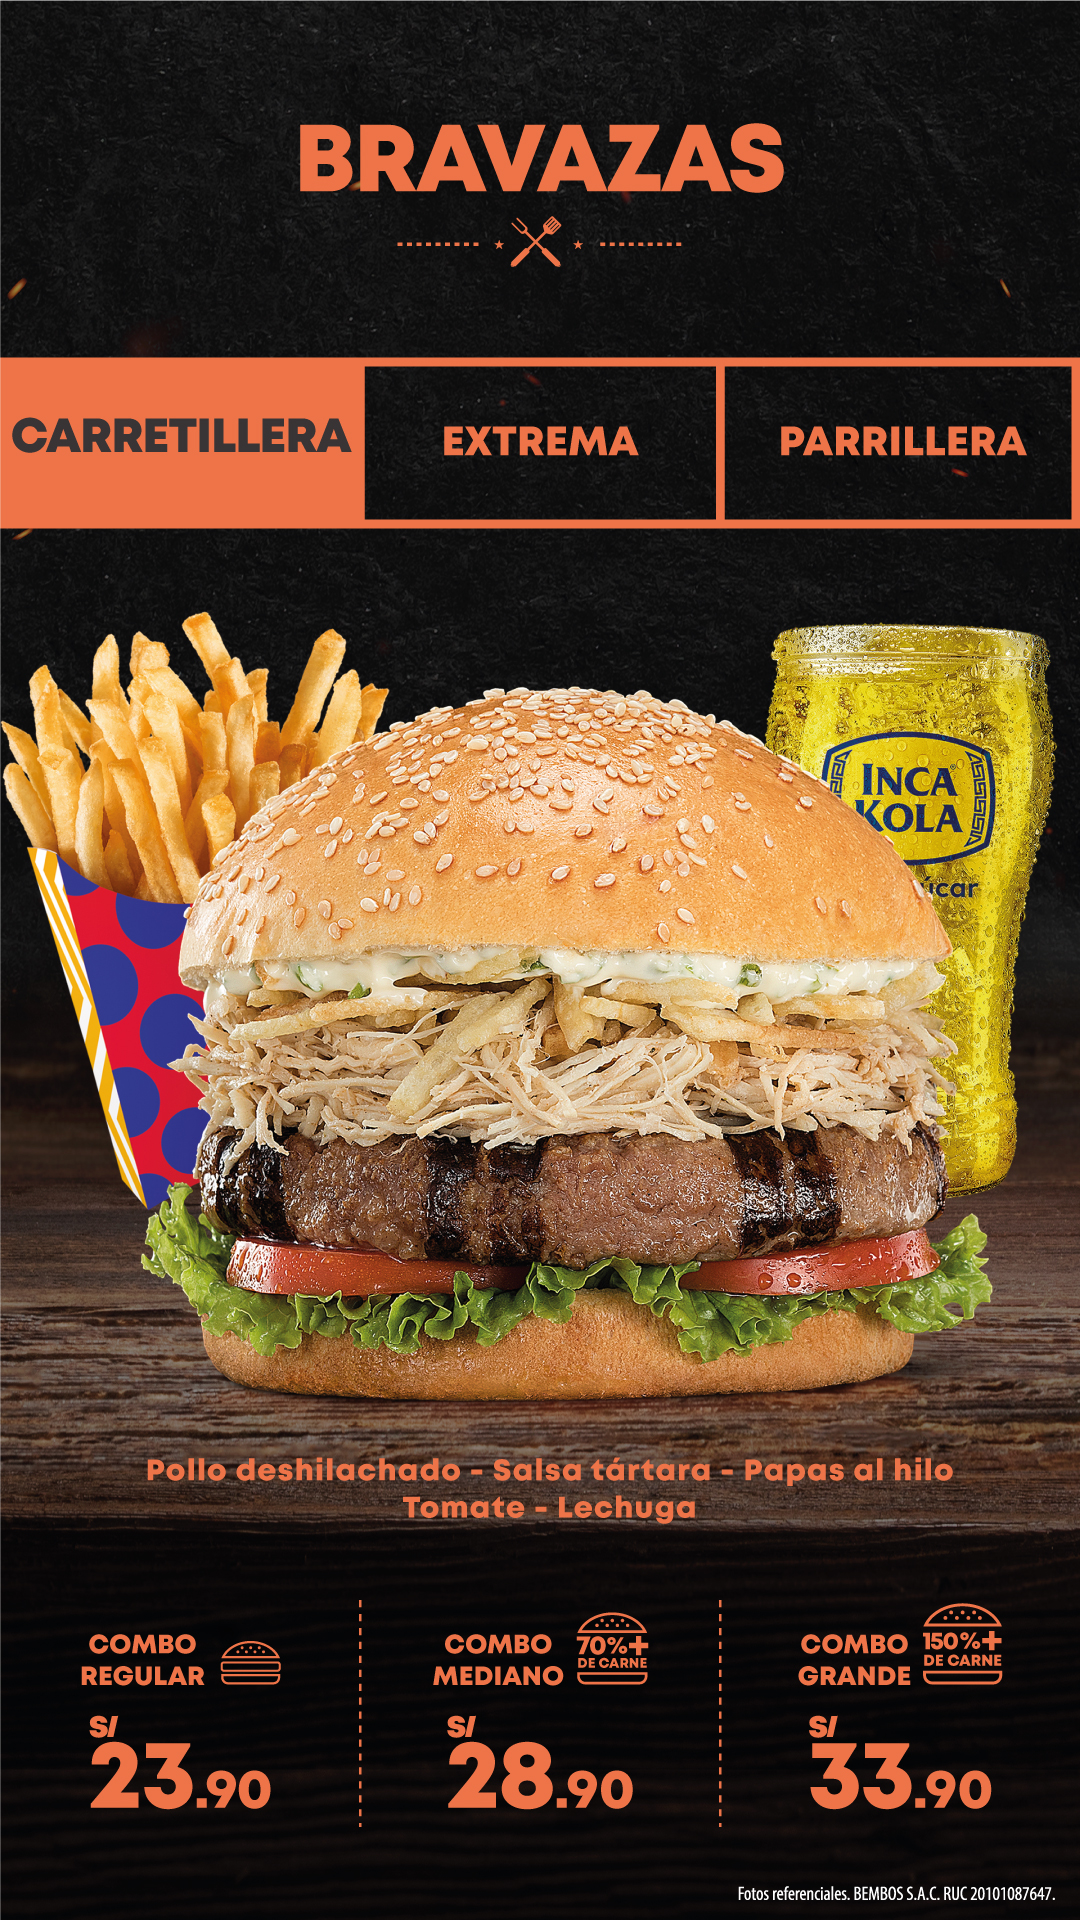 BRAVAZAS
CARRETILLERA
EXTREMA
PARRILLERA
INCA
KOLA
Pollo deshilachado - Salsa tártara - Papas al hilo
Tomate - Lechuga
COMBO
REGULAR
S/
23.90
COMBO
MEDIANO
70%+
DE CARNE
S/
28.90
COMBO
GRANDE
150%+
DE CARNE
S/
33.90
Fotos referenciales. BEMBOS S.A.C. RUC 20101087647.